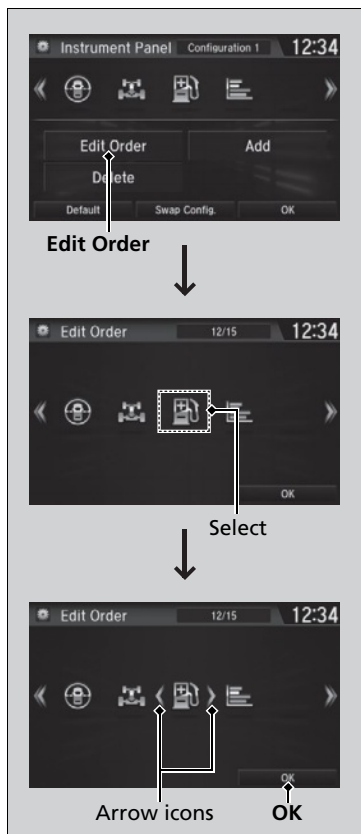 Instrument Panel Configuration 1 12:34
Edit Order Add
Delete
Default Swap Config. OK
Edit Order
Edit Order 12/15 12:34
OK
Select
Edit Order 12/15 12:34
OK
Arrow icons OK